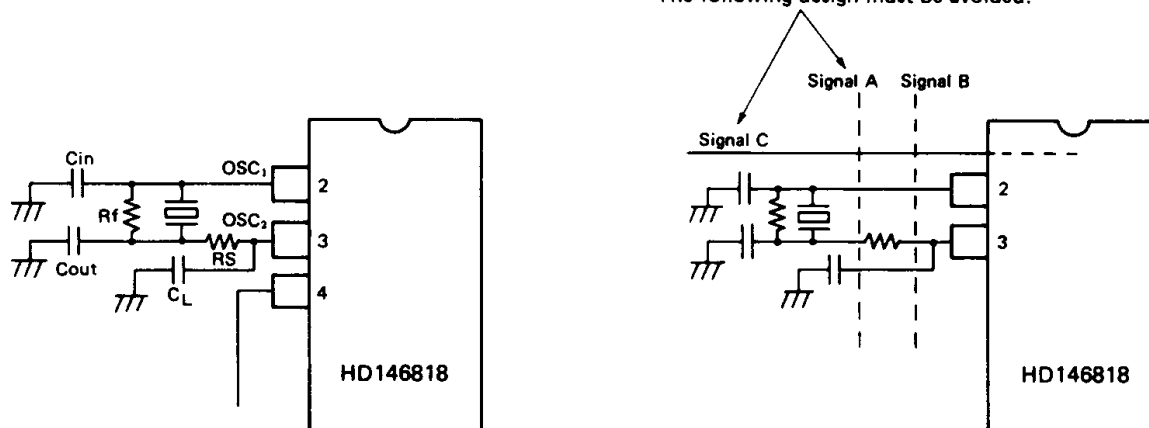 The following design must be avoided.
Signal A Signal B
Signal C
Cin
OSC1
2
Rf
OSC2
3
RS
Cout
CL
4
HD146818
2
3
HD146818